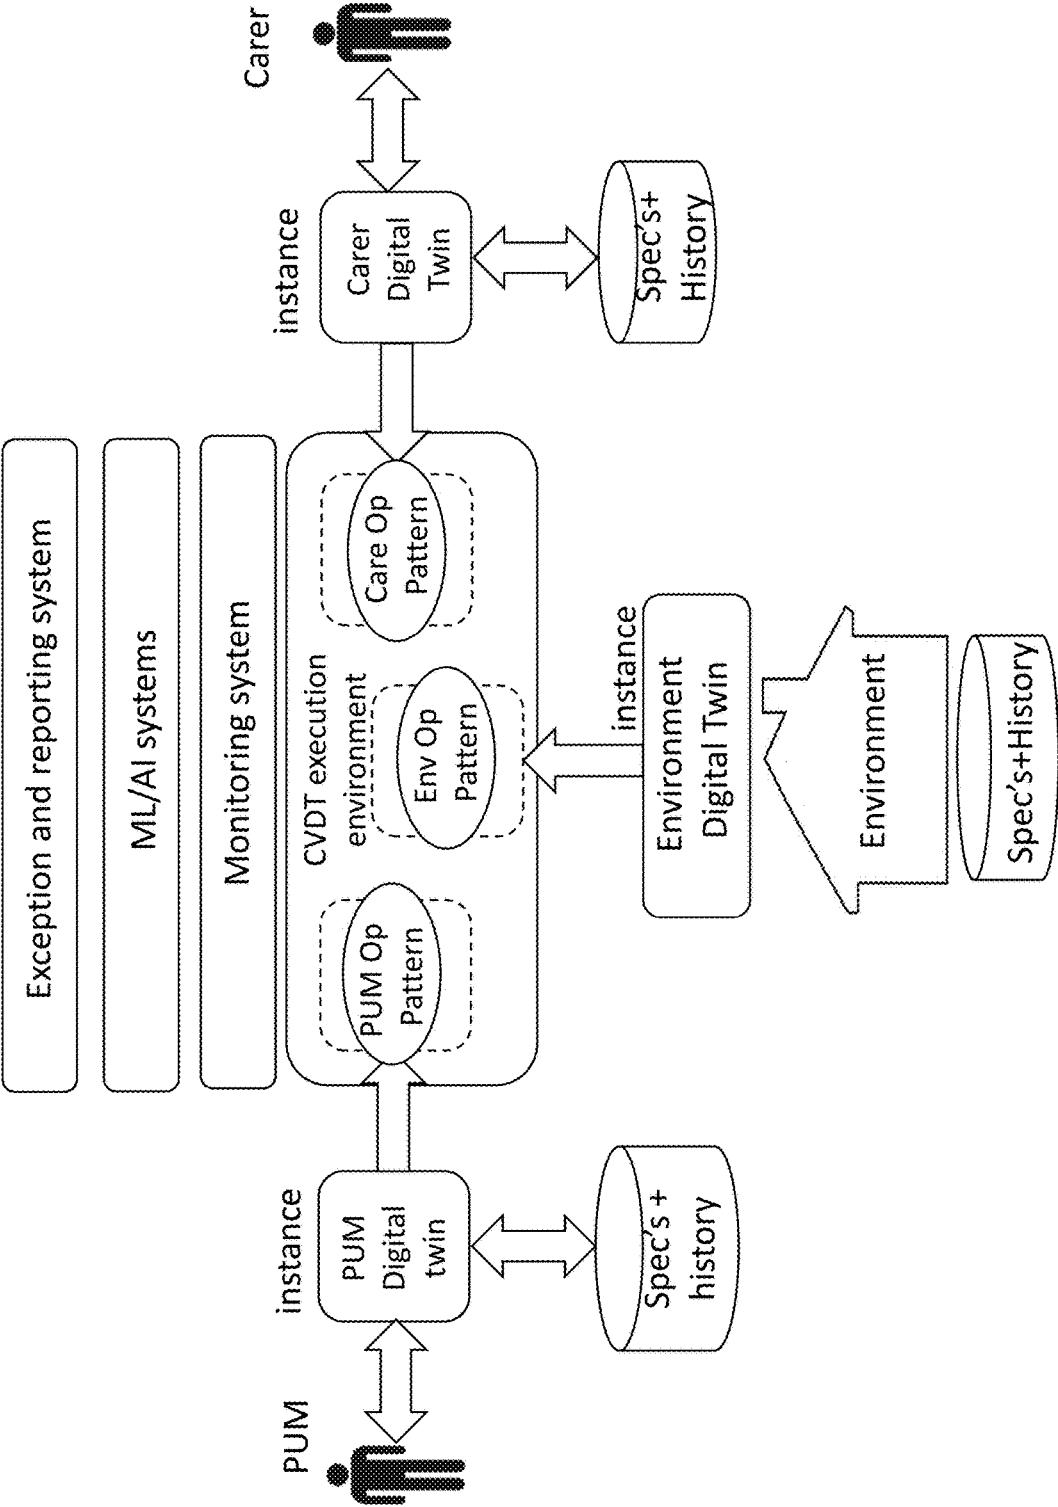 Exception and reporting system
ML/AI systems
Monitoring system
PUM
instance
PUM
Digital
twin
Spec's +
history
CVDT execution
environment
PUM Op
Pattern
Env Op
Pattern
Care Op
Pattern
instance
Carer
Digital
Twin
Carer
Spec's+
History
instance
Environment
Digital Twin
Environment
Spec's+History